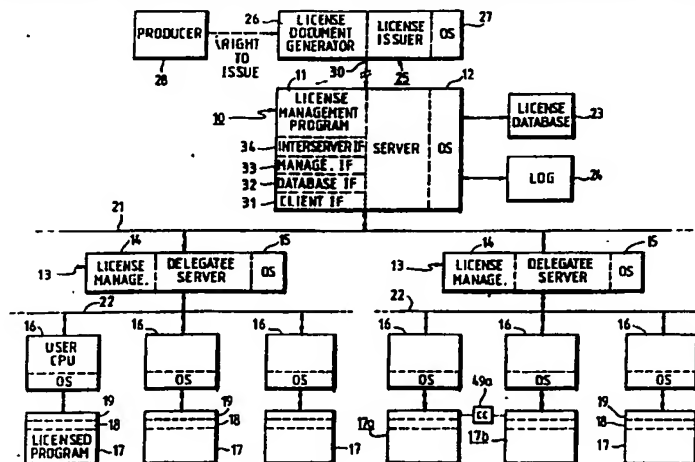 26 LICENSE DOCUMENT GENERATOR LICENSE ISSUER OS 27
PRODUCER
RIGHT TO ISSUE
28
30
25
11
12
10
LICENSE MANAGEMENT PROGRAM
SERVER
OS
LICENSE DATABASE
23
34 INTERSERVER IF
33 MANAGE. IF
32 DATABASE IF
31 CLIENT IF
LOG
24
21
14 15 14 15
13 LICENSE MANAGE. DELEGATEE SERVER OS
13 LICENSE MANAGE. DELEGATEE SERVER OS
22 22
16 16 16 16 16 16
USER CPU
OS OS OS OS OS OS
49a
CC
19 19 19
18 18 18
LICENSED PROGRAM
17 17 17 17a 17b 17